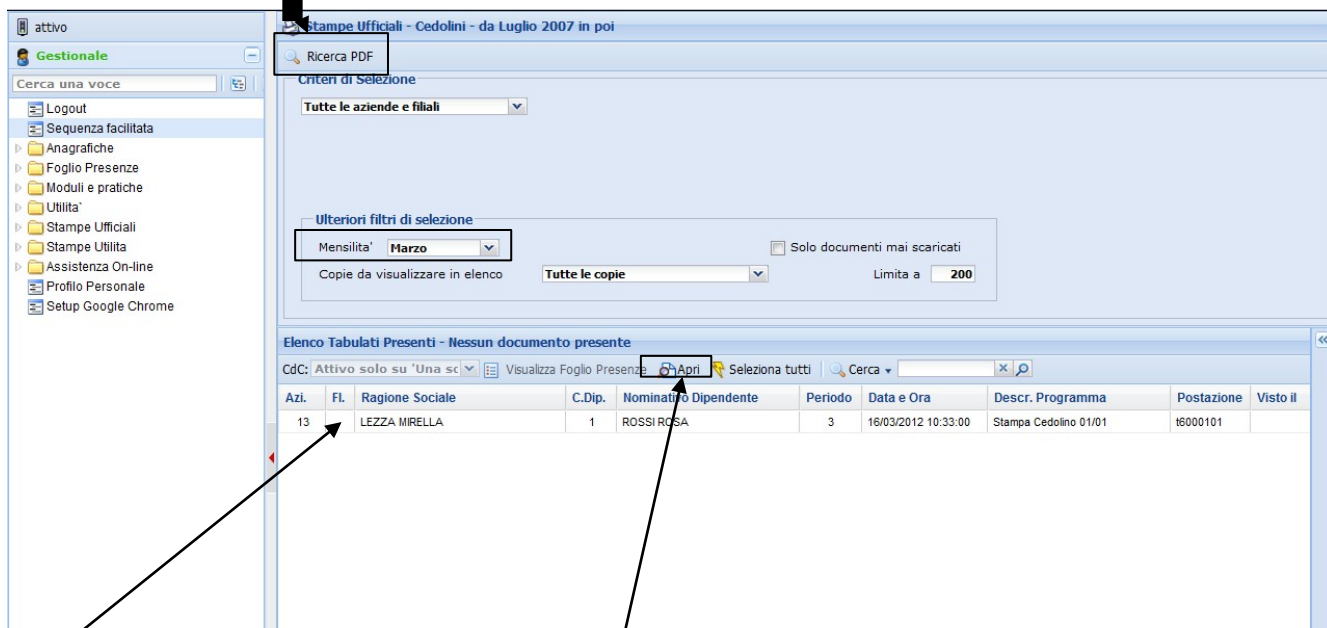 attivo
Gestionale
Cerca una voce
Logout
Sequenza facilitata
Anagrafiche
Foglio Presenze
Moduli e pratiche
Utilita`
Stampe Ufficiali
Stampe Utilita
Assistenza On-line
Profilo Personale
Setup Google Chrome
Stampe Ufficiali - Cedolini - da Luglio 2007 in poi
Ricerca PDF
Criteri di Selezione
Tutte le aziende e filiali
Ulteriori filtri di selezione
Mensilita' Marzo Solo documenti mai scaricati
Copie da visualizzare in elenco Tutte le copie Limita a 200
Elenco Tabulati Presenti - Nessun documento presente
CdC: Attivo solo su 'Una sc Visualizza Foglio Presenze Apri Seleziona tutti Cerca
Azi. Fl. Ragione Sociale C.Dip. Nominativo Dipendente Periodo Data e Ora Descr. Programma Postazione Visto il
13 LEZZA MIRELLA 1 ROSSI ROSA 3 16/03/2012 10:33:00 Stampa Cedolino 01/01 t6000101